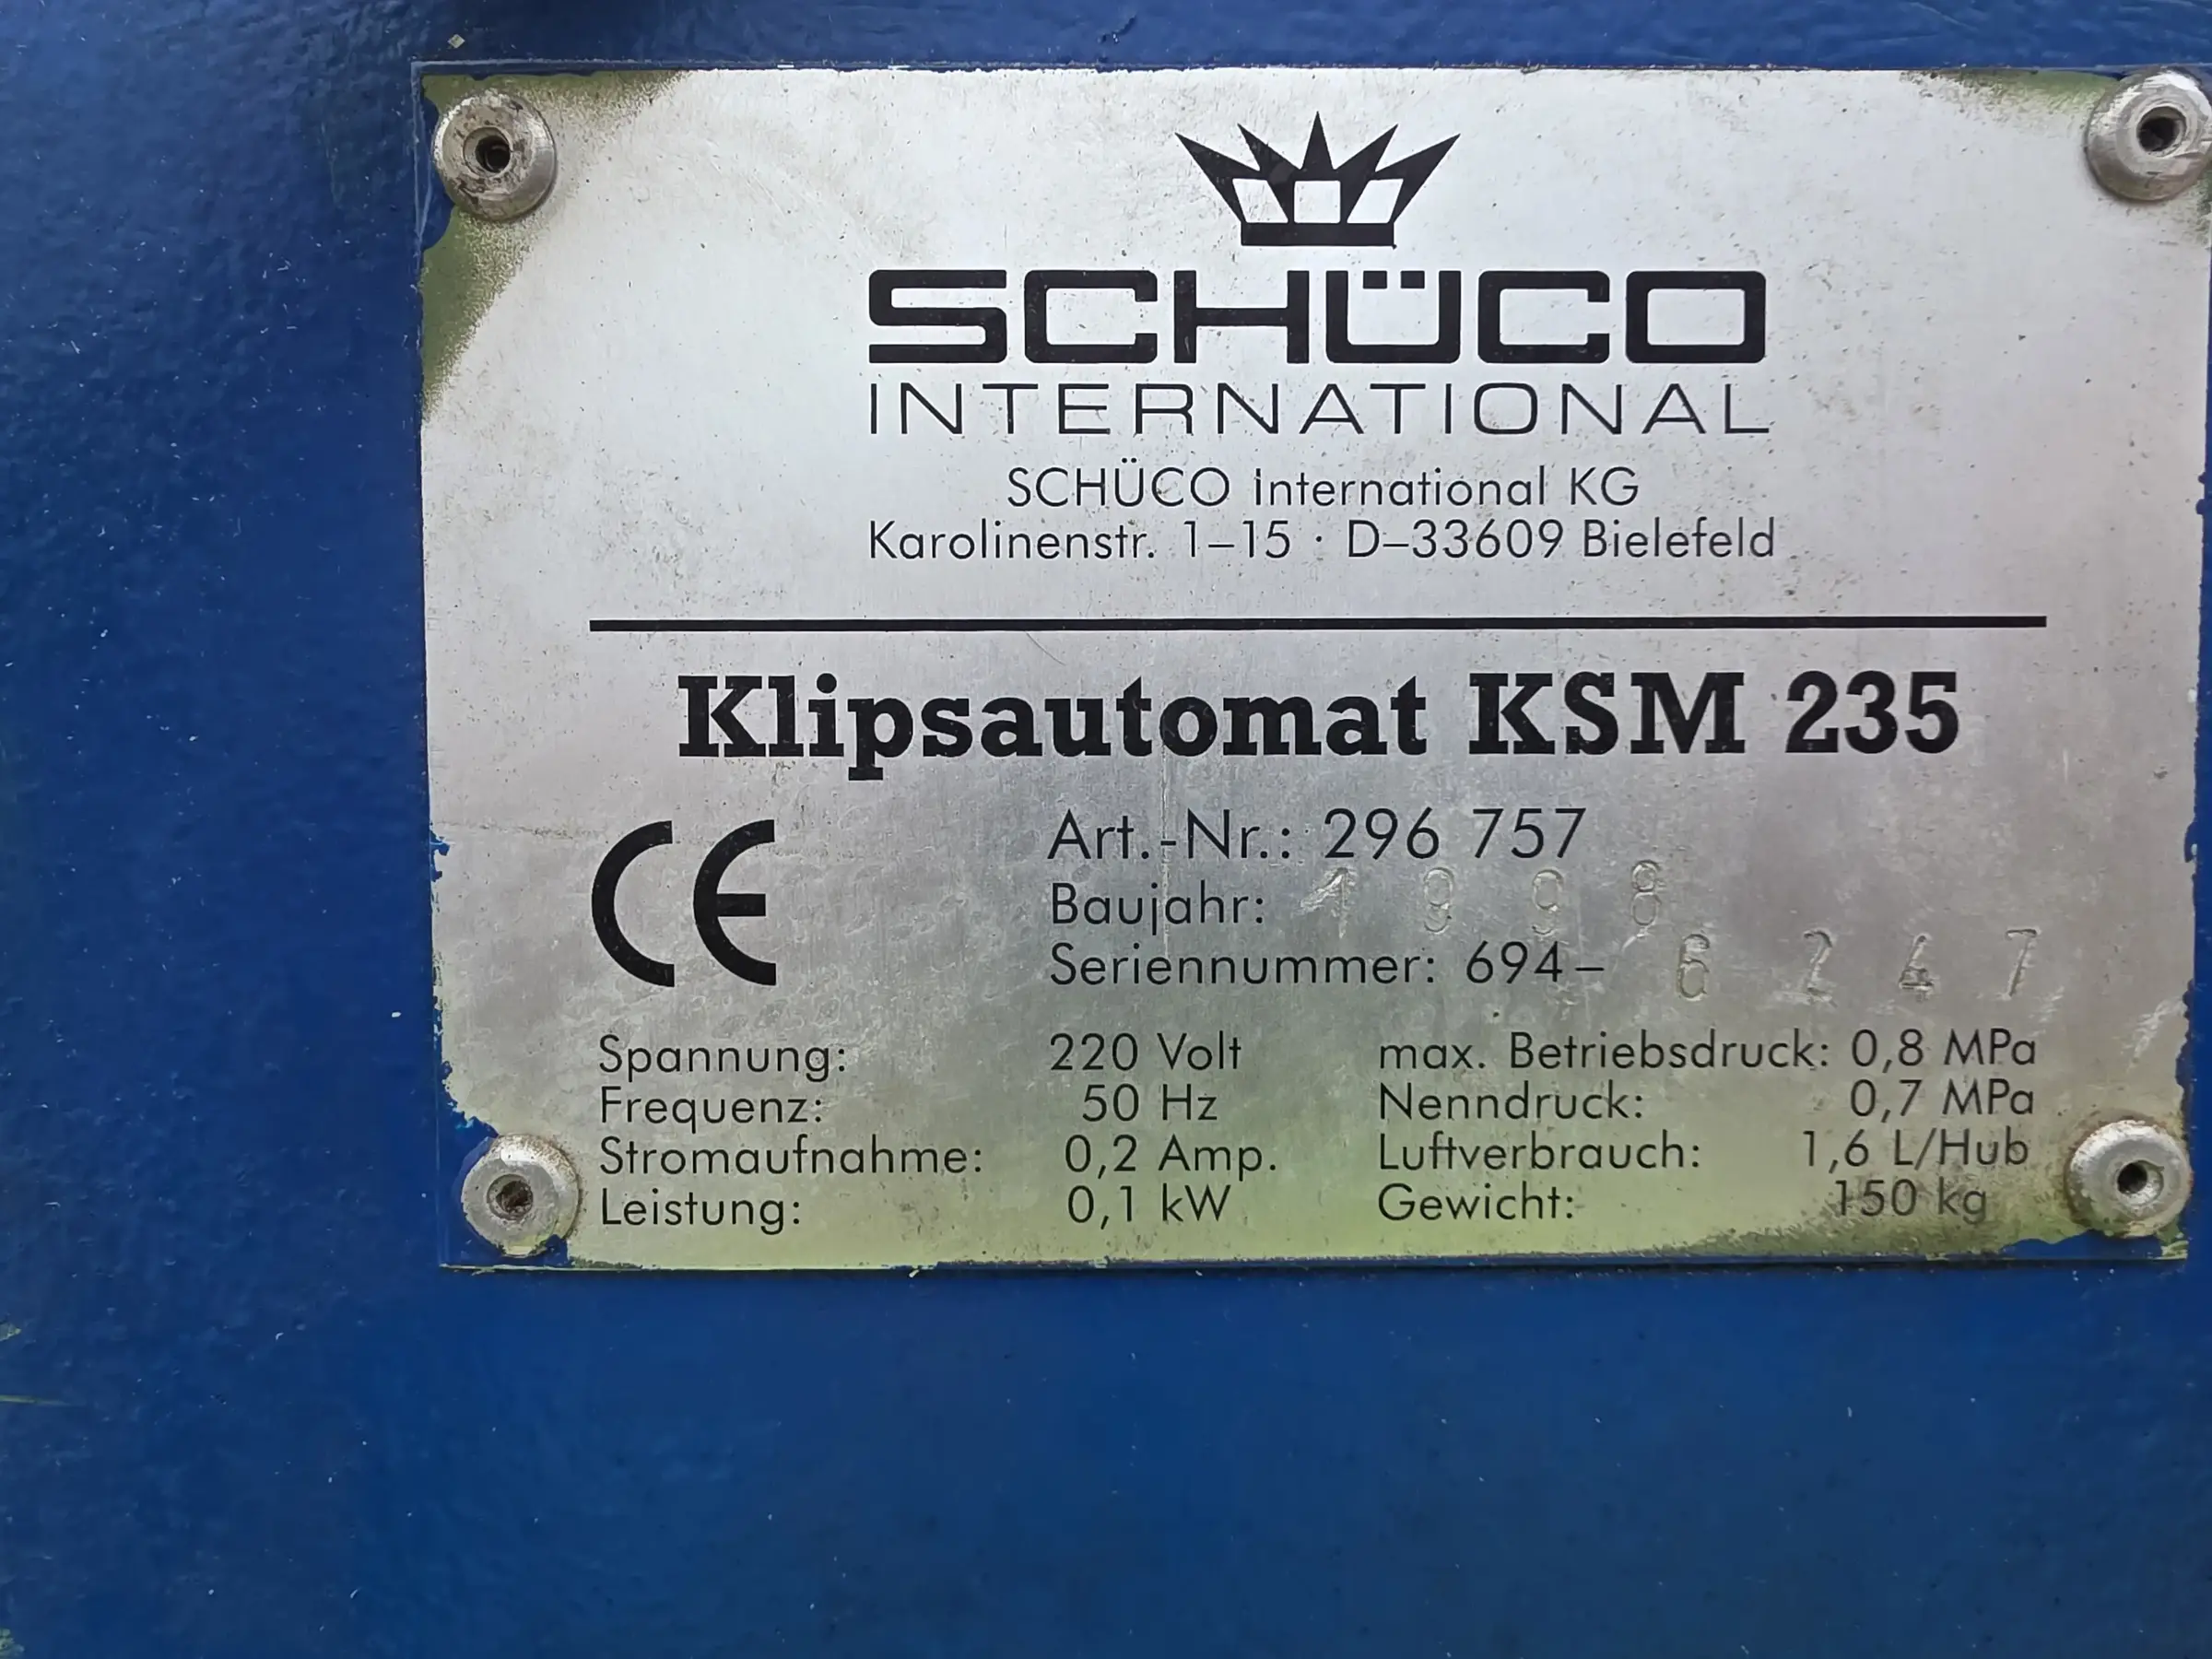 SCHÜCO
INTERNATIONAL
SCHÜCO International KG
Karolinenstr. 1–15 · D–33609 Bielefeld
Klipsautomat KSM 235
CE
Art.-Nr.: 296 757
Baujahr: 1998
Seriennummer: 694– 6247
Spannung: 220 Volt max. Betriebsdruck: 0,8 MPa
Frequenz: 50 Hz Nenndruck: 0,7 MPa
Stromaufnahme: 0,2 Amp. Luftverbrauch: 1,6 L/Hub
Leistung: 0,1 kW Gewicht: 150 kg